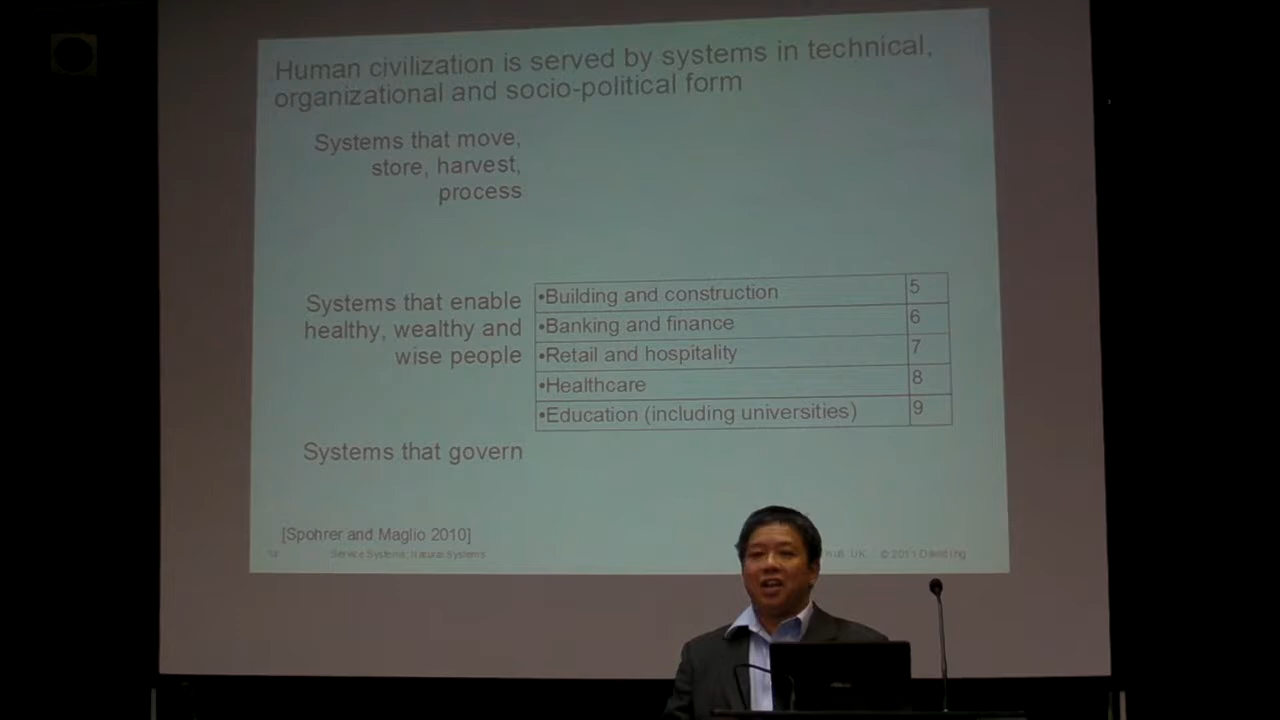 Human civilization is served by systems in technical,
organizational and socio-political form
Systems that move,
store, harvest,
process
Systems that enable
healthy, wealthy and
wise people
•Building and construction 5
•Banking and finance 6
•Retail and hospitality 7
•Healthcare 8
•Education (including universities) 9
Systems that govern
[Spohrer and Maglio 2010]
Service Systems, Natural Systems UK © 2011 David Ing